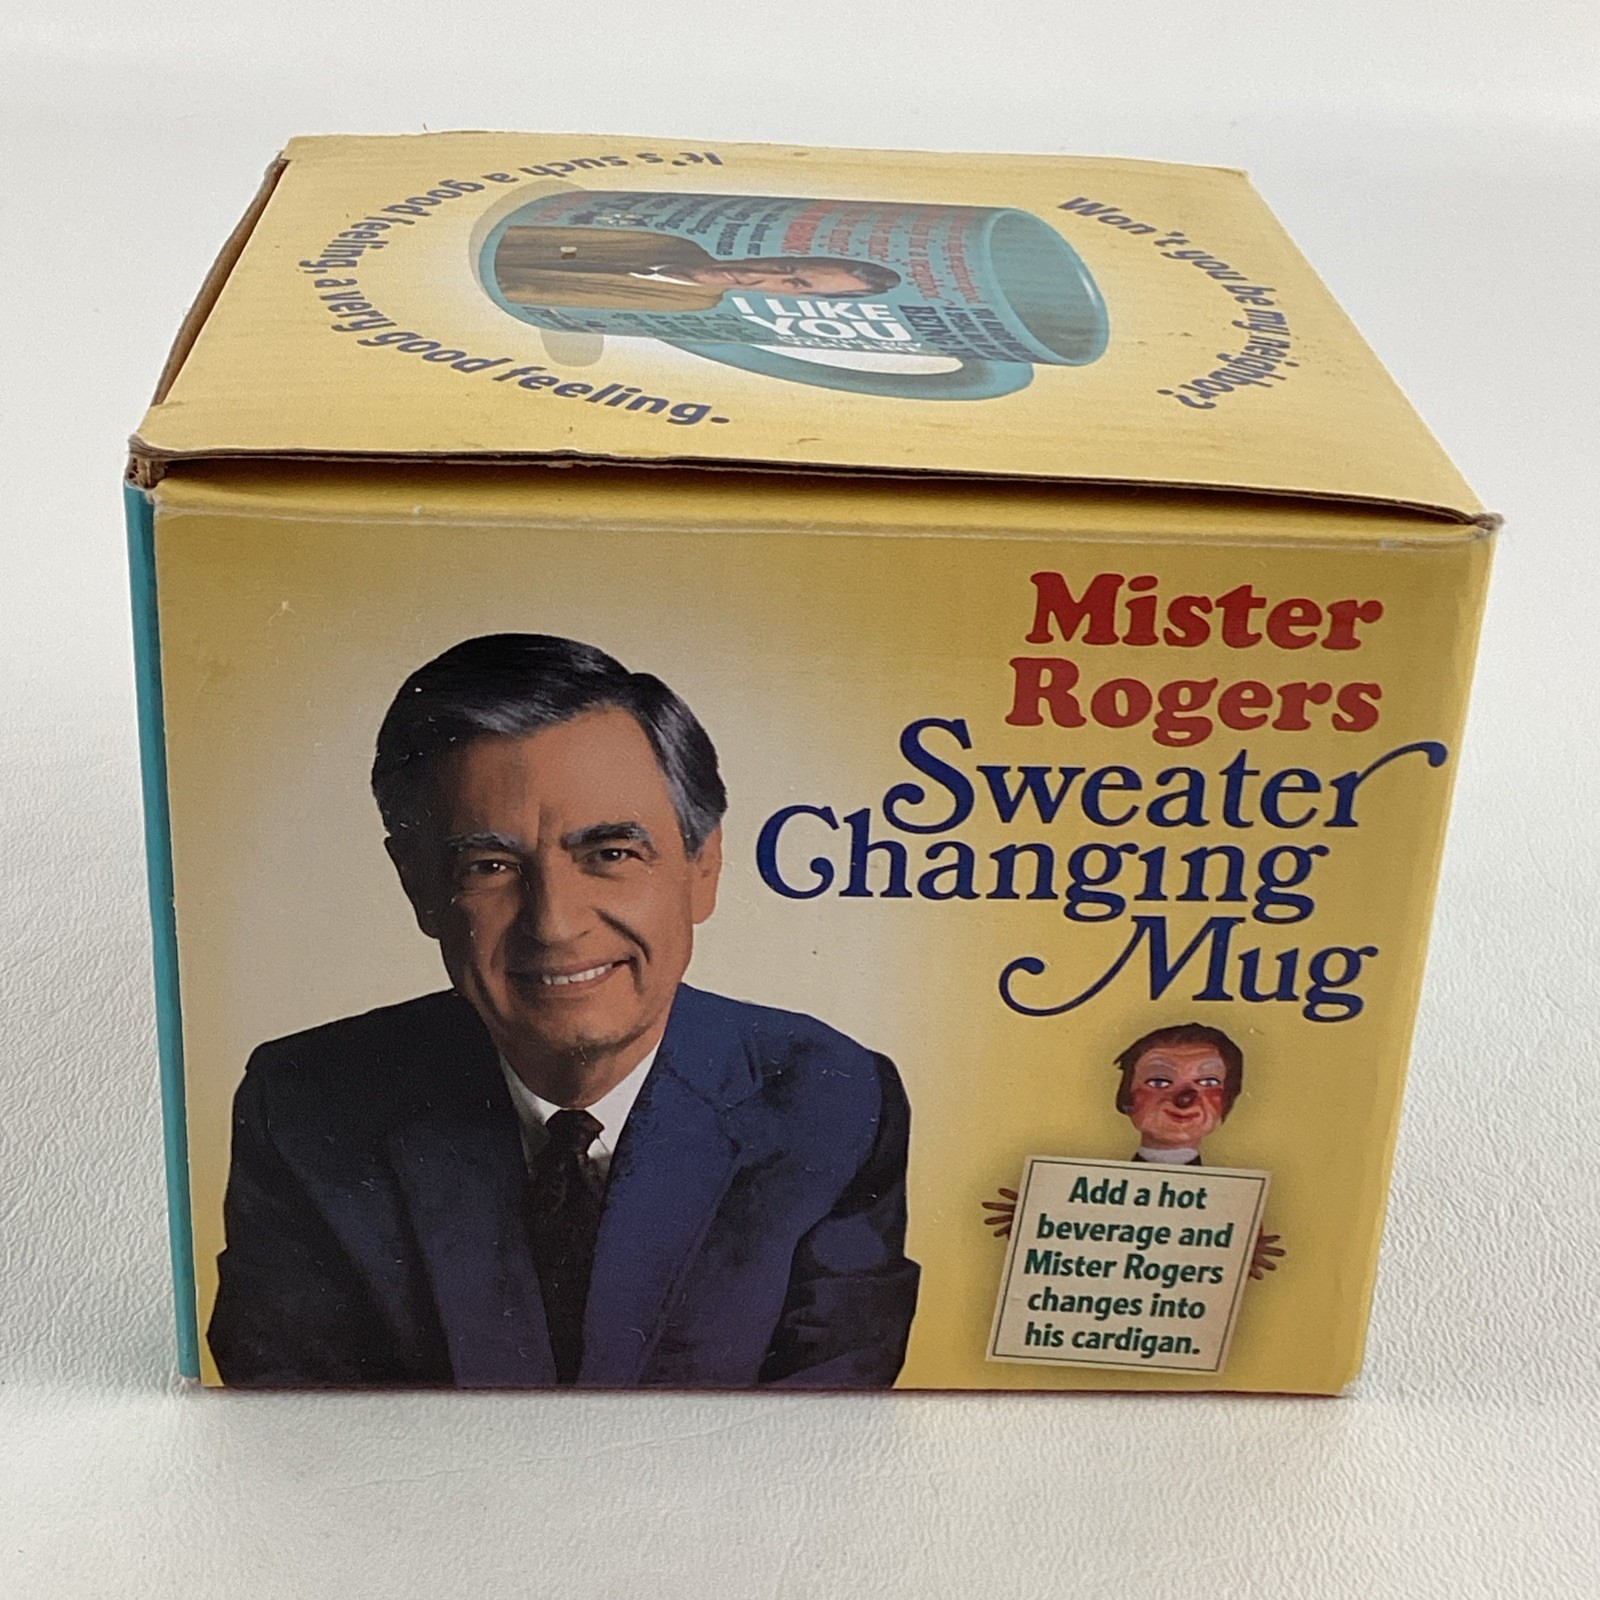 It's such a good feeling, a very good feeling.
Won't you be my neighbor?
I LIKE
YOU
Mister
Rogers
Sweater
Changing
Mug
Add a hot
beverage and
Mister Rogers
changes into
his cardigan.